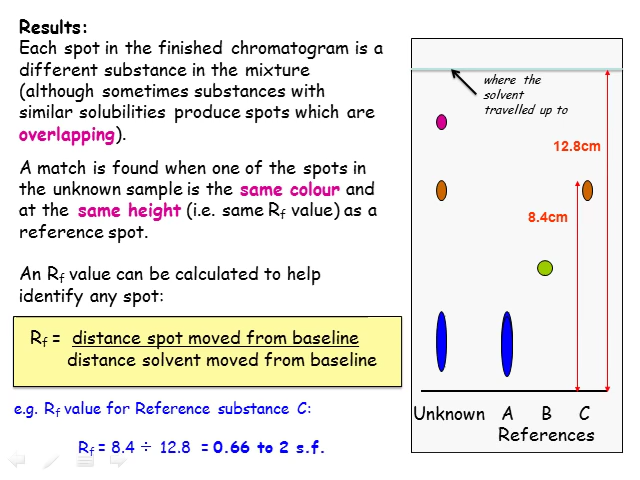 Results:
Each spot in the finished chromatogram is a
different substance in the mixture
(although sometimes substances with
similar solubilities produce spots which are
overlapping).
A match is found when one of the spots in
the unknown sample is the same colour and
at the same height (i.e. same Rf value) as a
reference spot.
An Rf value can be calculated to help
identify any spot:
Rf = distance spot moved from baseline
distance solvent moved from baseline
e.g. Rf value for Reference substance C:
Rf = 8.4 ÷ 12.8 = 0.66 to 2 s.f.
where the
solvent
travelled up to
12.8cm
8.4cm
Unknown A B C
References